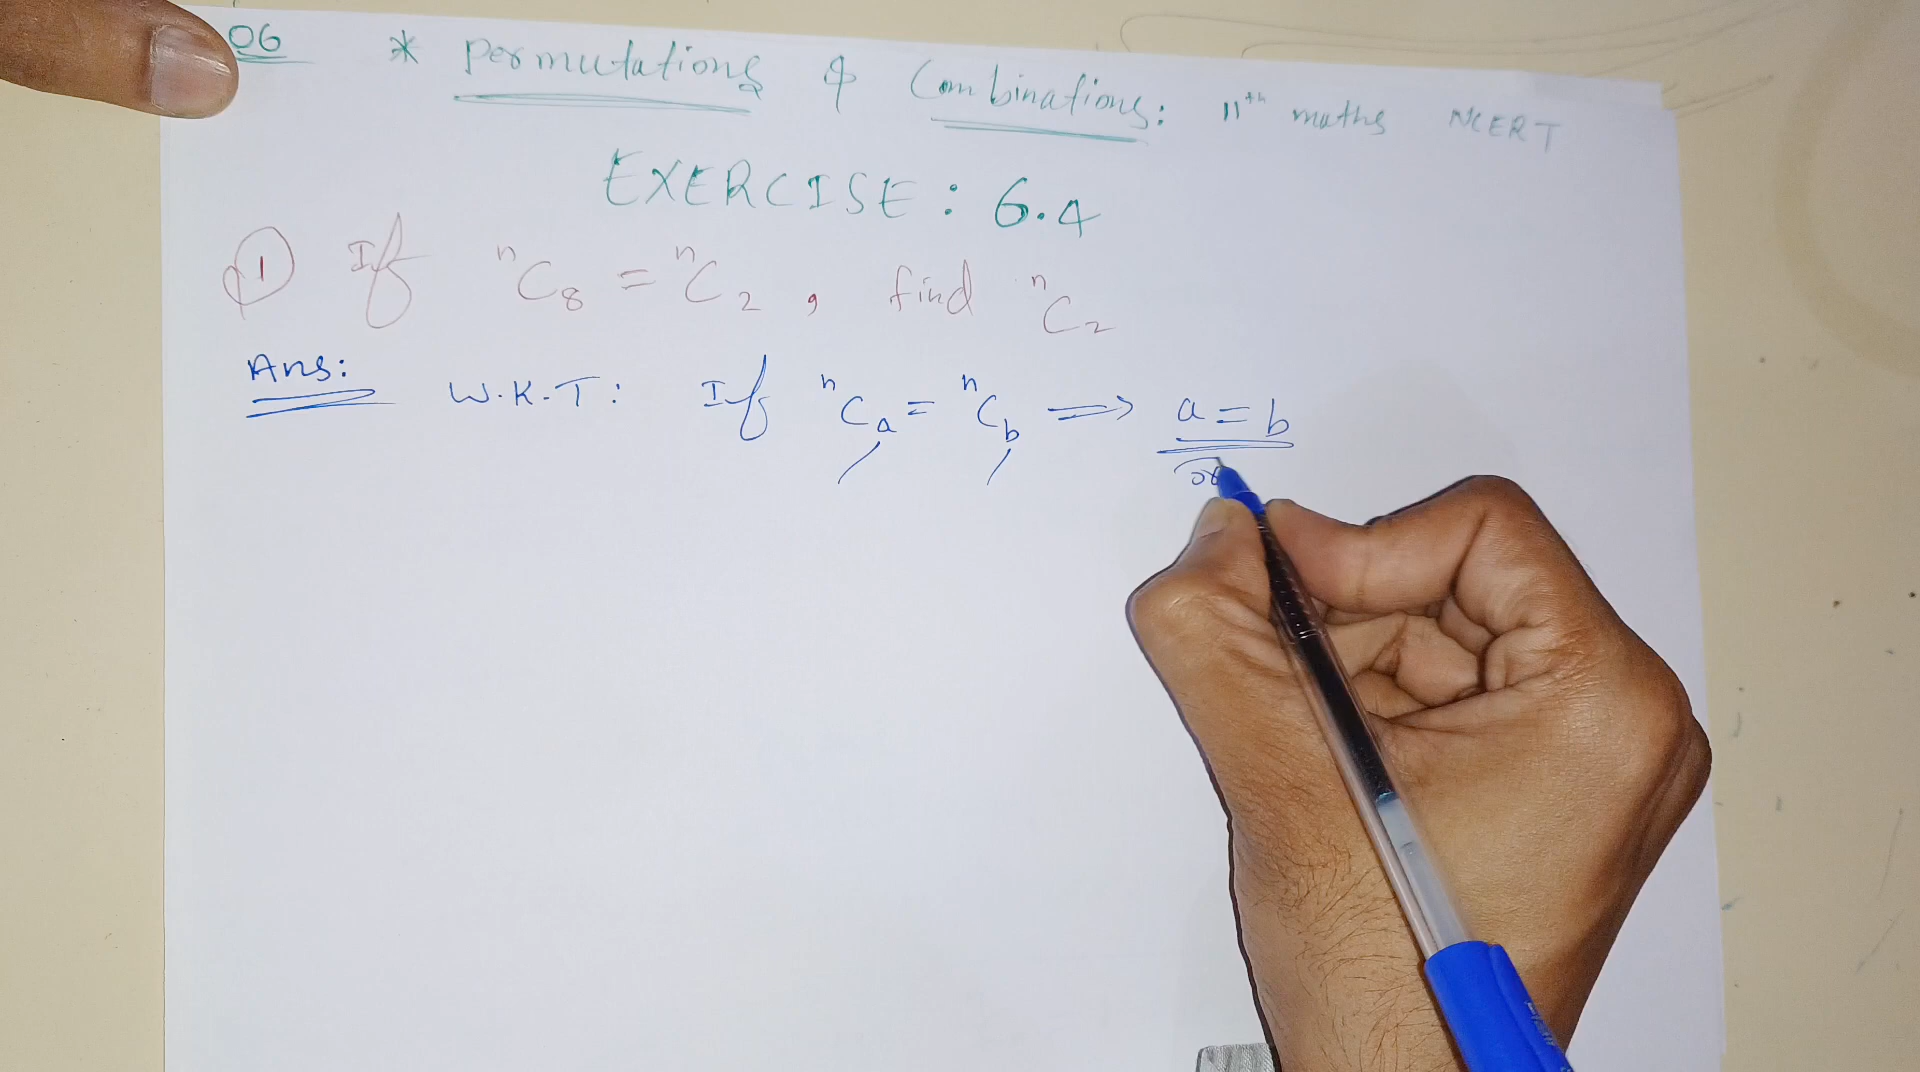 06 * Permutations & Combinations: 11th maths NCERT
EXERCISE: 6.4
Q1 If ⁿC₈ = ⁿC₂, find ⁿC₂
Ans: W.K.T: If ⁿCₐ = ⁿC_b ⟹ a = b
or